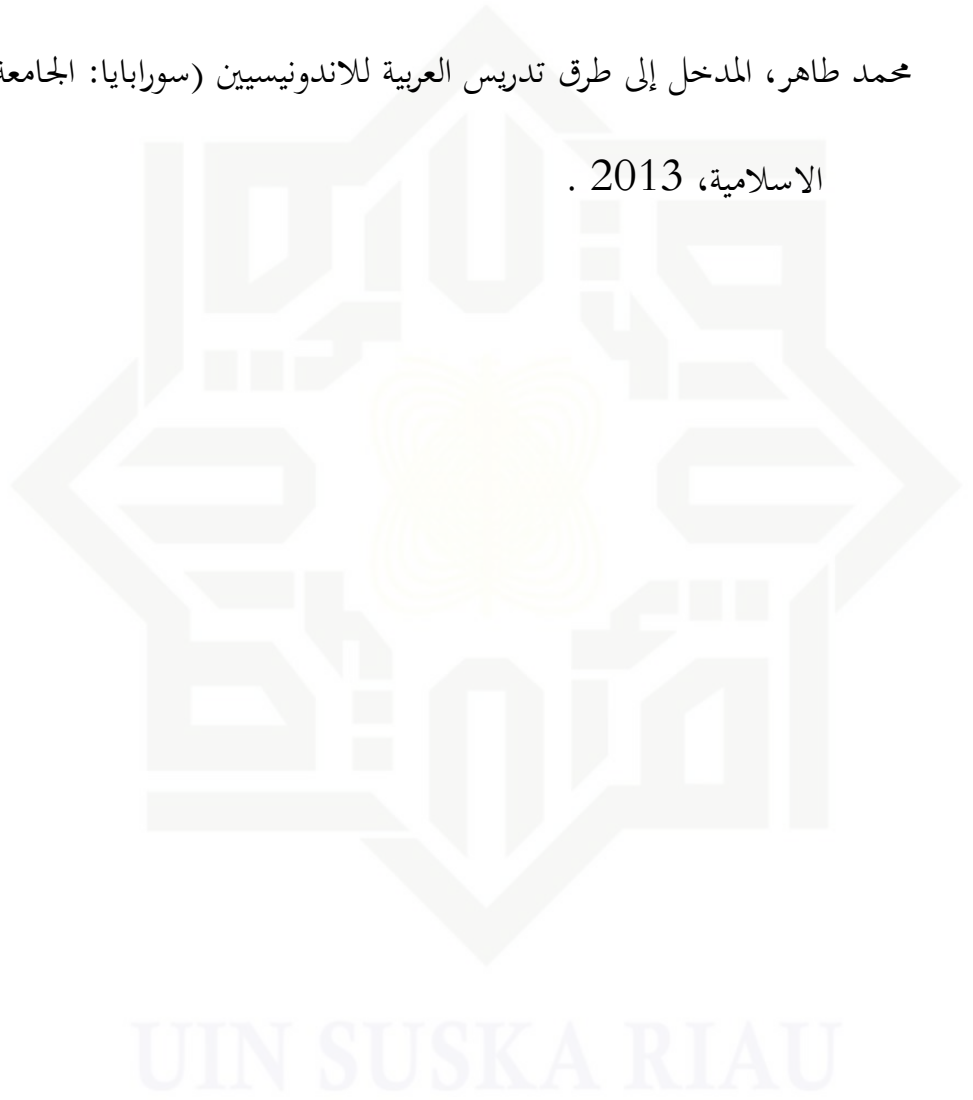 محمد طاهر، المدخل إلى طرق تدريس العربية للاندونيسيين (سورابايا: الجامعة
الاسلامية، 2013 .
UIN SUSKA RIAU